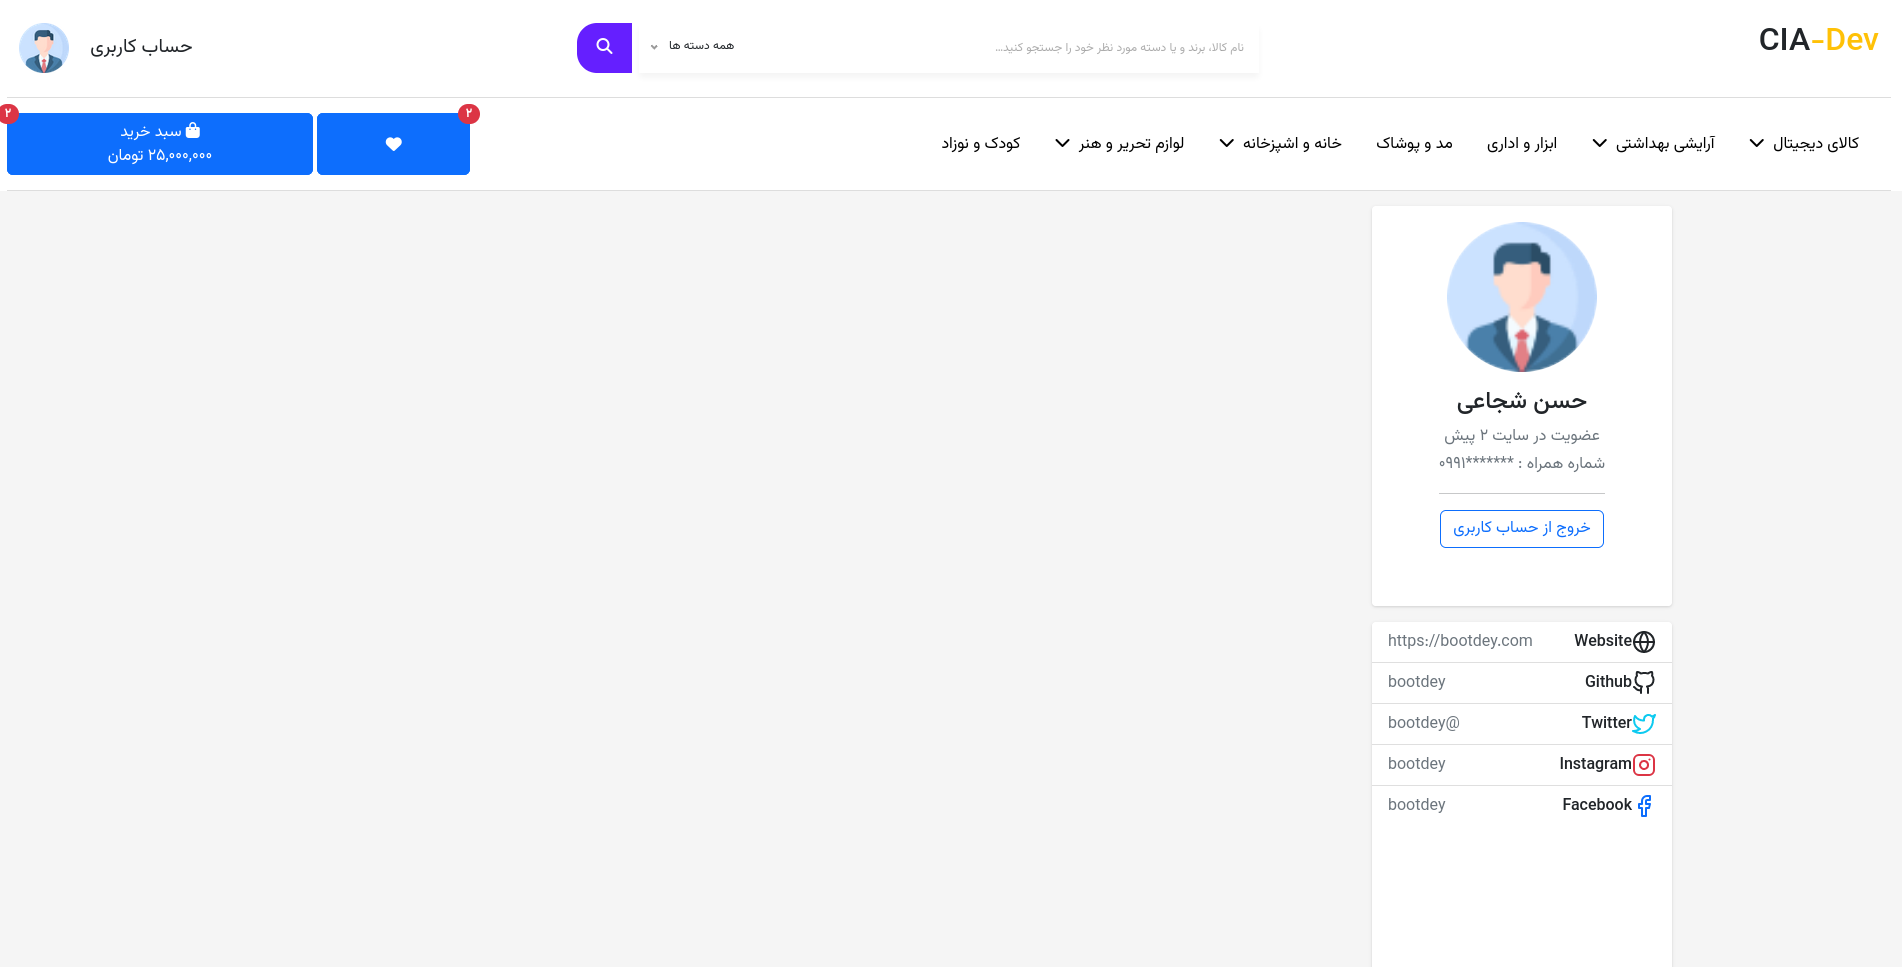 CIA-Dev
نام کالا، برند و یا دسته مورد نظر خود را جستجو کنید...
همه دسته ها
حساب کاربری
کالای دیجیتال
آرایشی بهداشتی
ابزار و اداری
مد و پوشاک
خانه و اشپزخانه
لوازم تحریر و هنر
کودک و نوزاد
۲
۲
سبد خرید
۲۵,۰۰۰,۰۰۰ تومان
حسن شجاعی
عضویت در سایت ۲ پیش
شماره همراه : *******۰۹۹۱
خروج از حساب کاربری
Website https://bootdey.com
Github bootdey
Twitter bootdey@
Instagram bootdey
Facebook bootdey